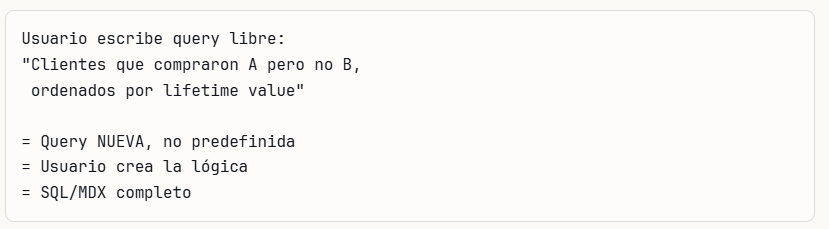 Usuario escribe query libre:
"Clientes que compraron A pero no B,
 ordenados por lifetime value"

= Query NUEVA, no predefinida
= Usuario crea la lógica
= SQL/MDX completo